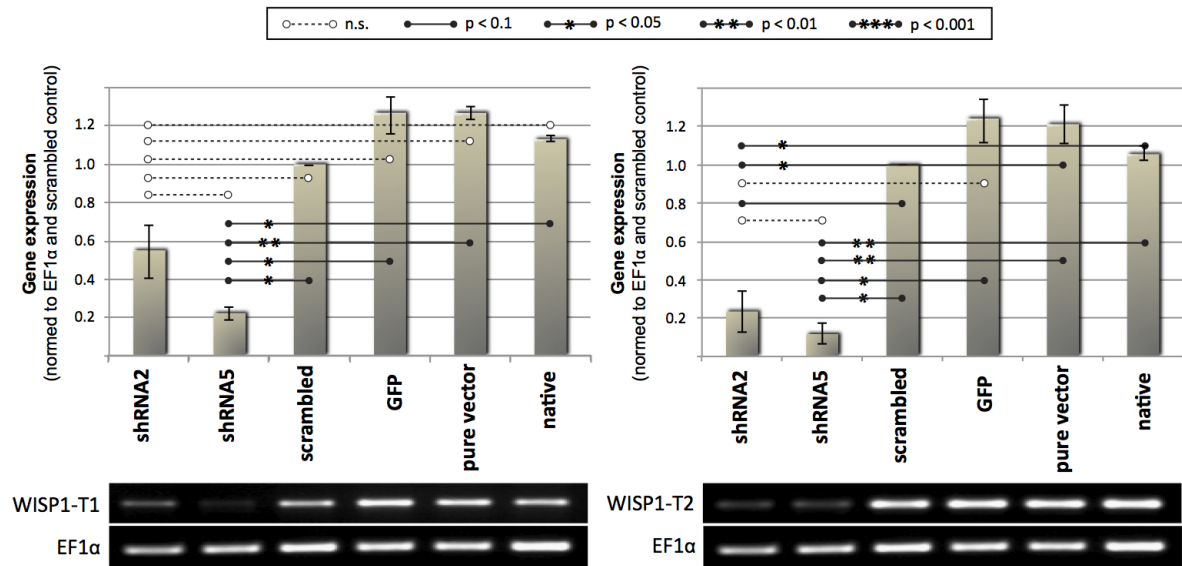 n.s. p < 0.1 * p < 0.05 ** p < 0.01 *** p < 0.001
Gene expression
(normed to EF1α and scrambled control)
1.2
1.0
0.8
0.6
0.4
0.2
*
**
*
*
shRNA2
shRNA5
scrambled
GFP
pure vector
native
WISP1-T1
EF1α
Gene expression
(normed to EF1α and scrambled control)
1.2
1.0
0.8
0.6
0.4
0.2
*
*
**
**
*
*
shRNA2
shRNA5
scrambled
GFP
pure vector
native
WISP1-T2
EF1α